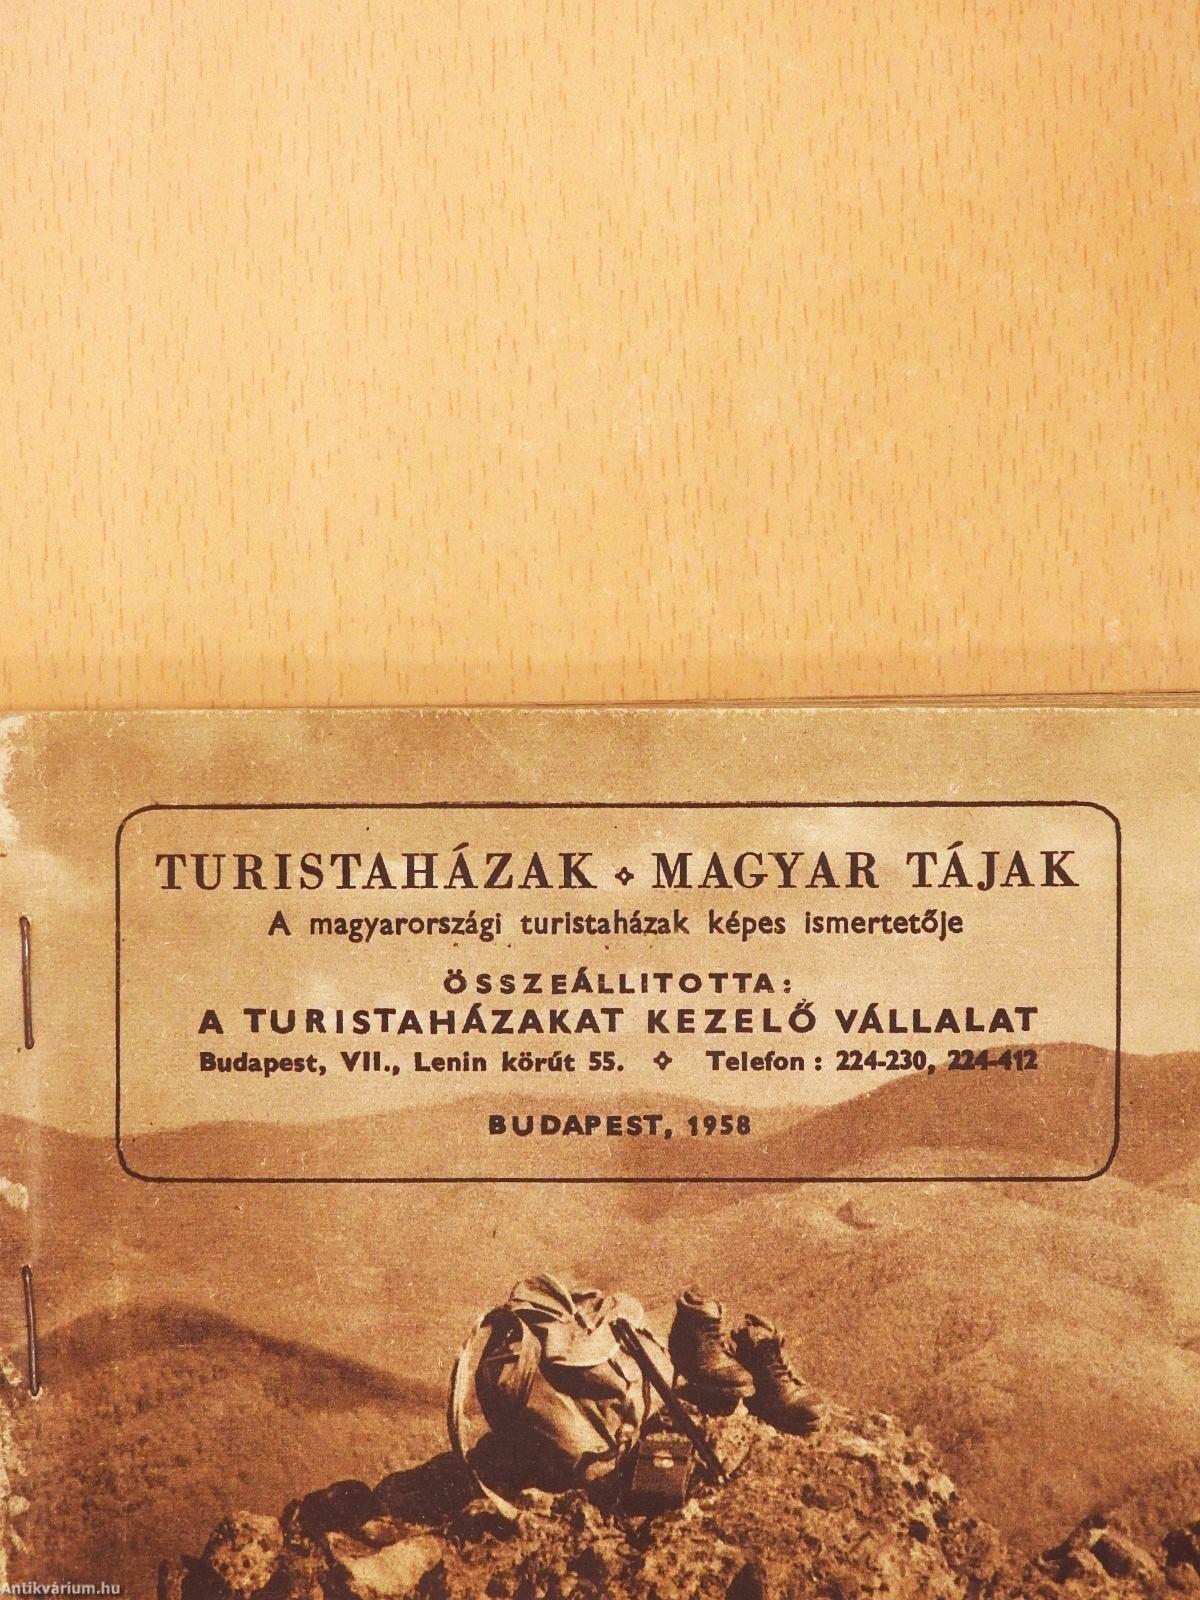 TURISTAHÁZAK ⟡ MAGYAR TÁJAK
A magyarországi turistaházak képes ismertetője
ÖSSZEÁLLITOTTA:
A TURISTAHÁZAKAT KEZELŐ VÁLLALAT
Budapest, VII., Lenin körút 55. ⟡ Telefon : 224-230, 224-412
BUDAPEST, 1958
Antikvárium.hu